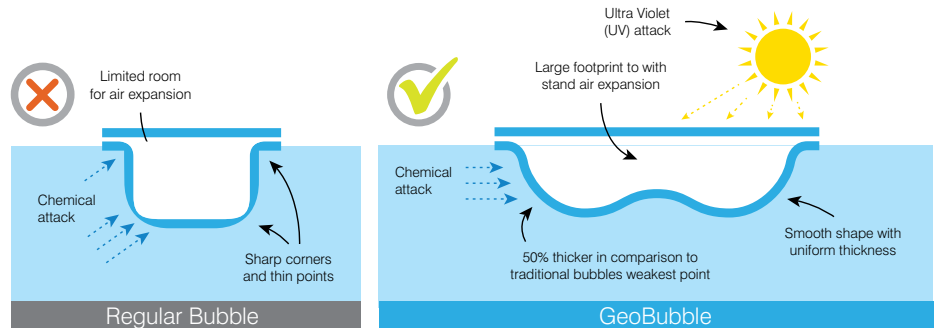 Ultra Violet
(UV) attack
Limited room
for air expansion
Large footprint to with
stand air expansion
Chemical
attack
Chemical
attack
Sharp corners
and thin points
50% thicker in comparison to
traditional bubbles weakest point
Smooth shape with
uniform thickness
Regular Bubble
GeoBubble